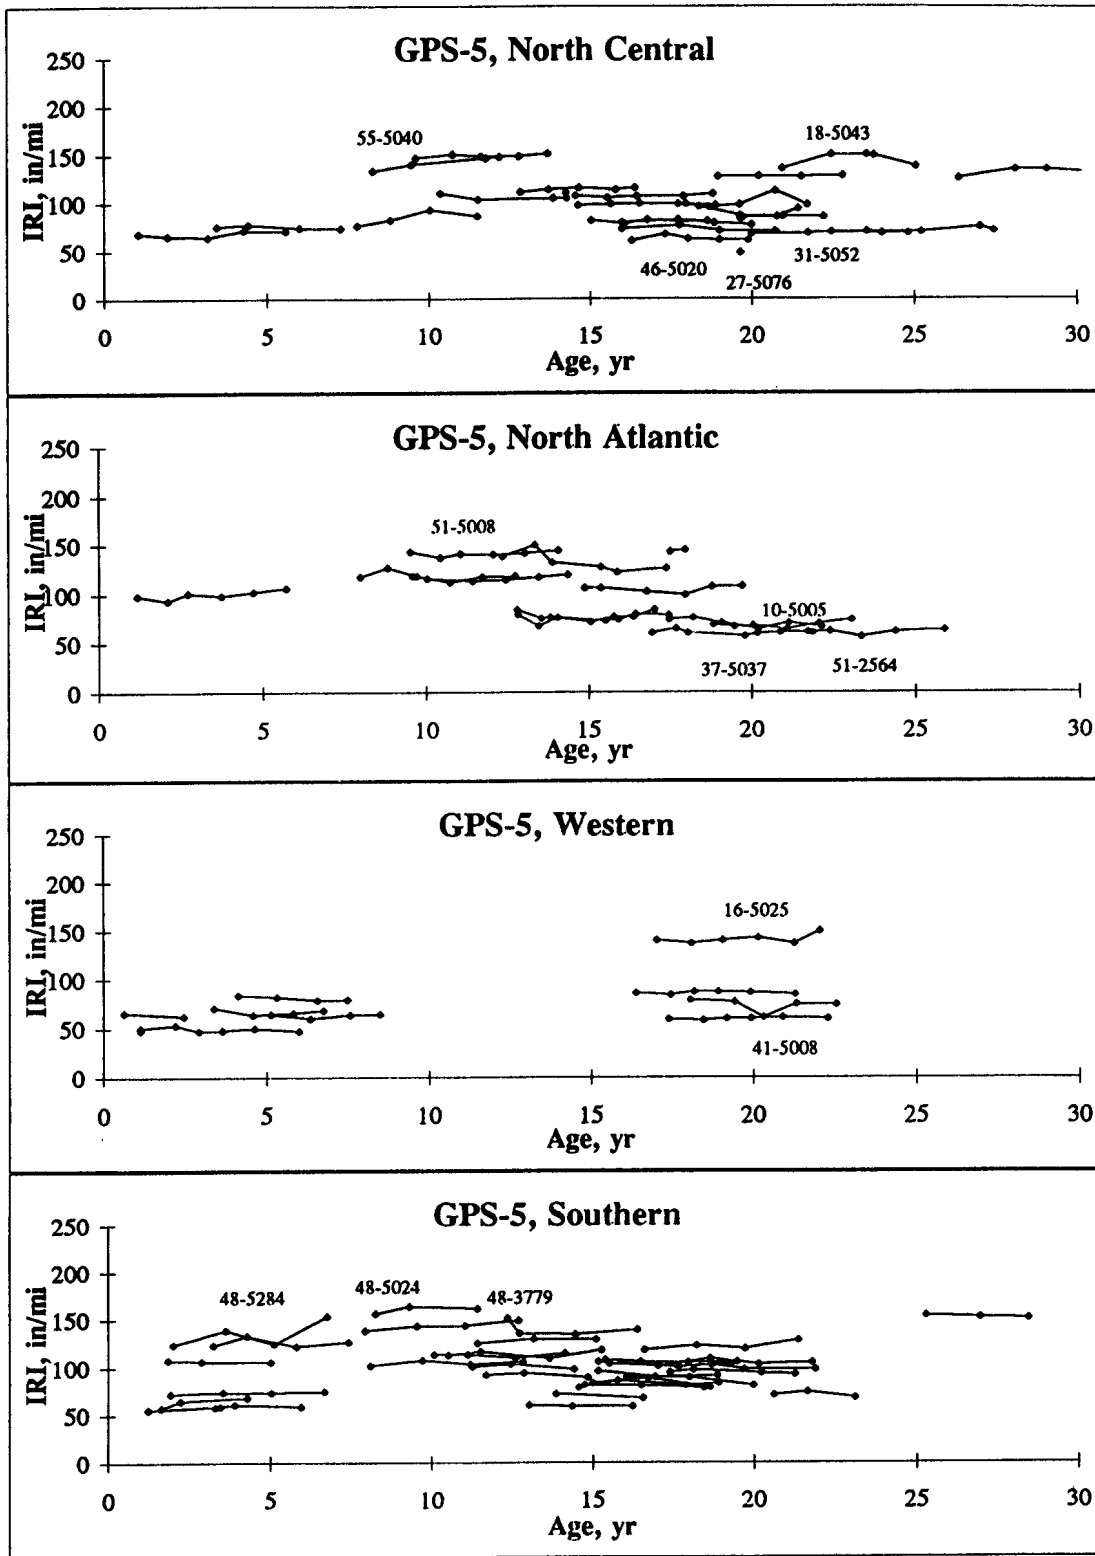 GPS-5, North Central
250
200
150
100
50
0
IRI, in/mi
55-5040
18-5043
46-5020
31-5052
27-5076
0 5 10 15 20 25 30
Age, yr
GPS-5, North Atlantic
250
200
150
100
50
0
IRI, in/mi
51-5008
10-5005
37-5037
51-2564
0 5 10 15 20 25 30
Age, yr
GPS-5, Western
250
200
150
100
50
0
IRI, in/mi
16-5025
41-5008
0 5 10 15 20 25 30
Age, yr
GPS-5, Southern
250
200
150
100
50
0
IRI, in/mi
48-5284
48-5024
48-3779
0 5 10 15 20 25 30
Age, yr